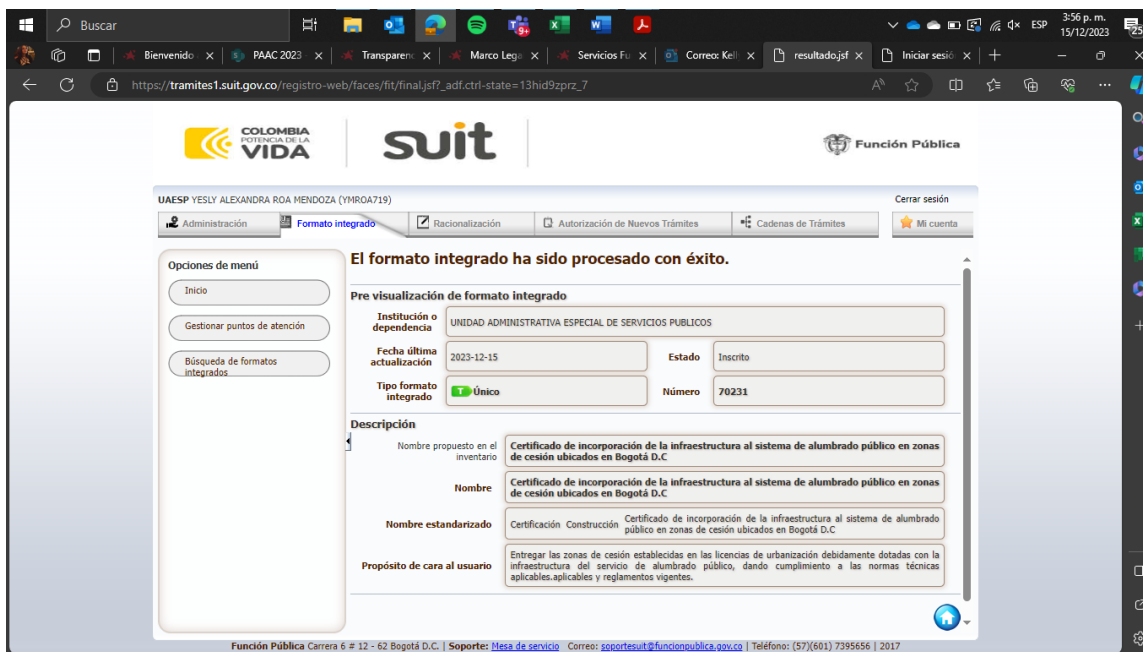 Buscar
ESP
3:56 p. m.
15/12/2023
25
Bienvenido
PAAC 2023
Transparenc
Marco Lega
Servicios Fu
Correo: Kell
resultado.jsf
Iniciar sesió
https://tramites1.suit.gov.co/registro-web/faces/fit/final.jsf?_adf.ctrl-state=13hid9zprz_7
COLOMBIA
POTENCIA DE LA
VIDA
suit
Función Pública
UAESP YESLY ALEXANDRA ROA MENDOZA (YMROA719)
Cerrar sesión
Administración
Formato integrado
Racionalización
Autorización de Nuevos Trámites
Cadenas de Trámites
Mi cuenta
Opciones de menú
Inicio
Gestionar puntos de atención
Búsqueda de formatos
integrados
El formato integrado ha sido procesado con éxito.
Pre visualización de formato integrado
Institución o
dependencia
UNIDAD ADMINISTRATIVA ESPECIAL DE SERVICIOS PUBLICOS
Fecha última
actualización
2023-12-15
Estado
Inscrito
Tipo formato
integrado
T Único
Número
70231
Descripción
Nombre propuesto en el
inventario
Certificado de incorporación de la infraestructura al sistema de alumbrado público en zonas
de cesión ubicados en Bogotá D.C
Nombre
Certificado de incorporación de la infraestructura al sistema de alumbrado público en zonas
de cesión ubicados en Bogotá D.C
Nombre estandarizado
Certificación Construcción
Certificado de incorporación de la infraestructura al sistema de alumbrado
público en zonas de cesión ubicados en Bogotá D.C
Propósito de cara al usuario
Entregar las zonas de cesión establecidas en las licencias de urbanización debidamente dotadas con la
infraestructura del servicio de alumbrado público, dando cumplimiento a las normas técnicas
aplicables.aplicables y reglamentos vigentes.
Función Pública Carrera 6 # 12 - 62 Bogotá D.C. | Soporte: Mesa de servicio Correo: soportesuit@funcionpublica.gov.co | Teléfono: (57)(601) 7395656 | 2017